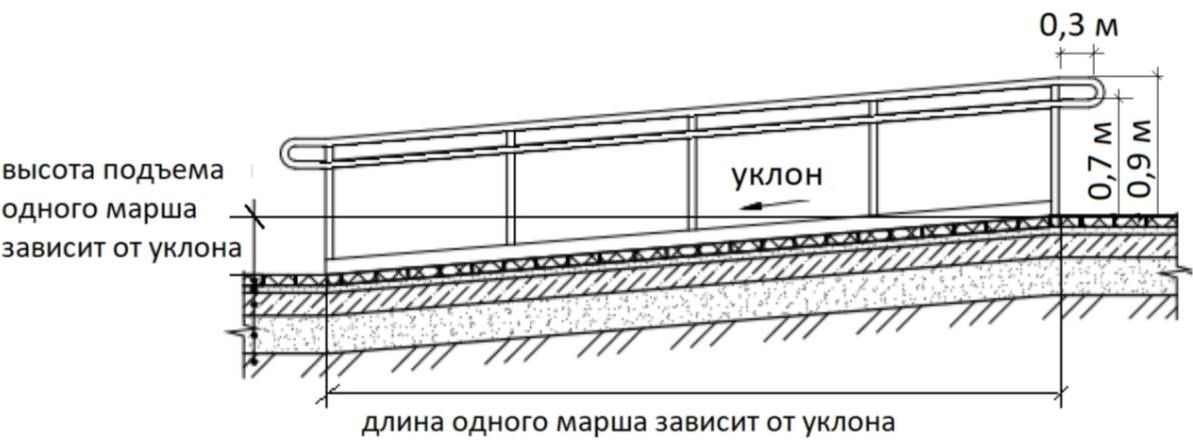 0,3 м
0,7 м
0,9 м
уклон
высота подъема
одного марша
зависит от уклона
длина одного марша зависит от уклона